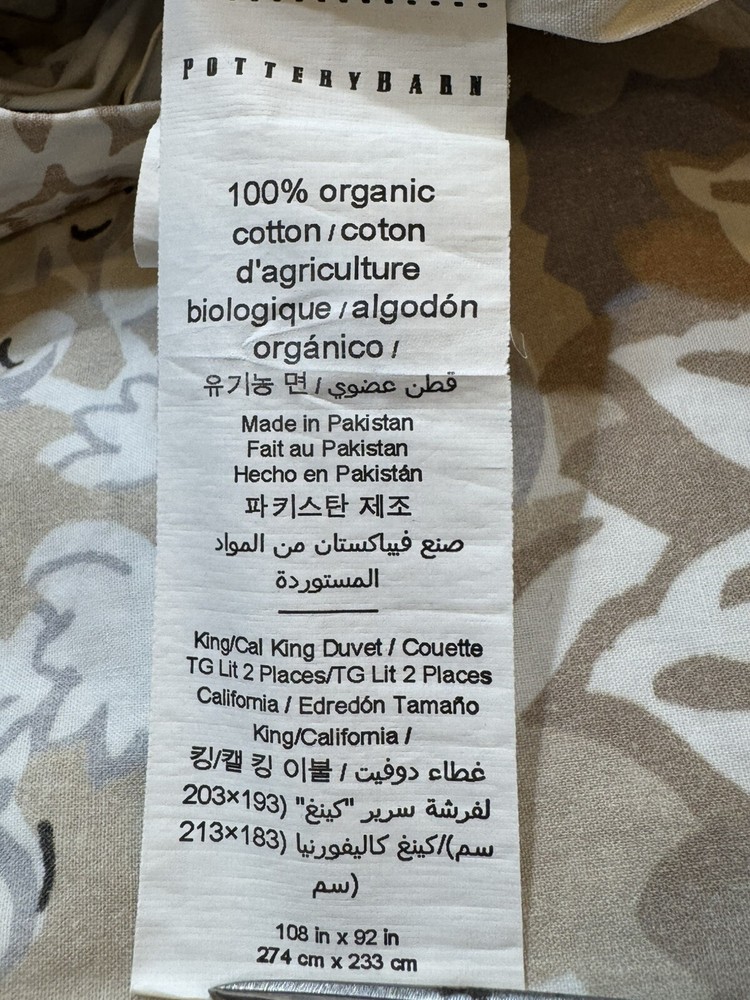 POTTERYBARN
100% organic
cotton / coton
d'agriculture
biologique / algodón
orgánico /
유기농 면 / قطن عضوي
Made in Pakistan
Fait au Pakistan
Hecho en Pakistán
파키스탄 제조
صنع فيباكستان من المواد
المستوردة
King/Cal King Duvet / Couette
TG Lit 2 Places/TG Lit 2 Places
California / Edredón Tamaño
King/California /
킹/캘 킹 이불 / غطاء دوفيت
لفرشة سرير "كينغ" (203×193
سم)/كينغ كاليفورنيا (213×183
سم)
108 in x 92 in
274 cm x 233 cm